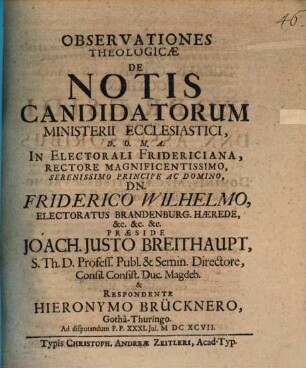 46.
OBSERVATIONES
THEOLOGICÆ
DE
NOTIS
CANDIDATORUM
MINISTERII ECCLESIASTICI,
D. O. M. A.
IN ELECTORALI FRIDERICIANA,
RECTORE MAGNIFICENTISSIMO,
SERENISSIMO PRINCIPE AC DOMINO,
DN.
FRIDERICO WILHELMO,
ELECTORATUS BRANDENBURG. HÆREDE,
&c. &c. &c.
PRÆSIDE
JOACH. JUSTO BREITHAUPT,
S. Th. D. Profess. Publ. & Semin. Directore,
Consil. Consist. Duc. Magdeb.
&
RESPONDENTE
HIERONYMO BRÜCKNERO,
Gothâ-Thuringo.
Ad disputandum P. P. XXXI. Jul. M DC XCVII.
Typis CHRISTOPH. ANDREÆ ZEITLERI, Acad-Typ.